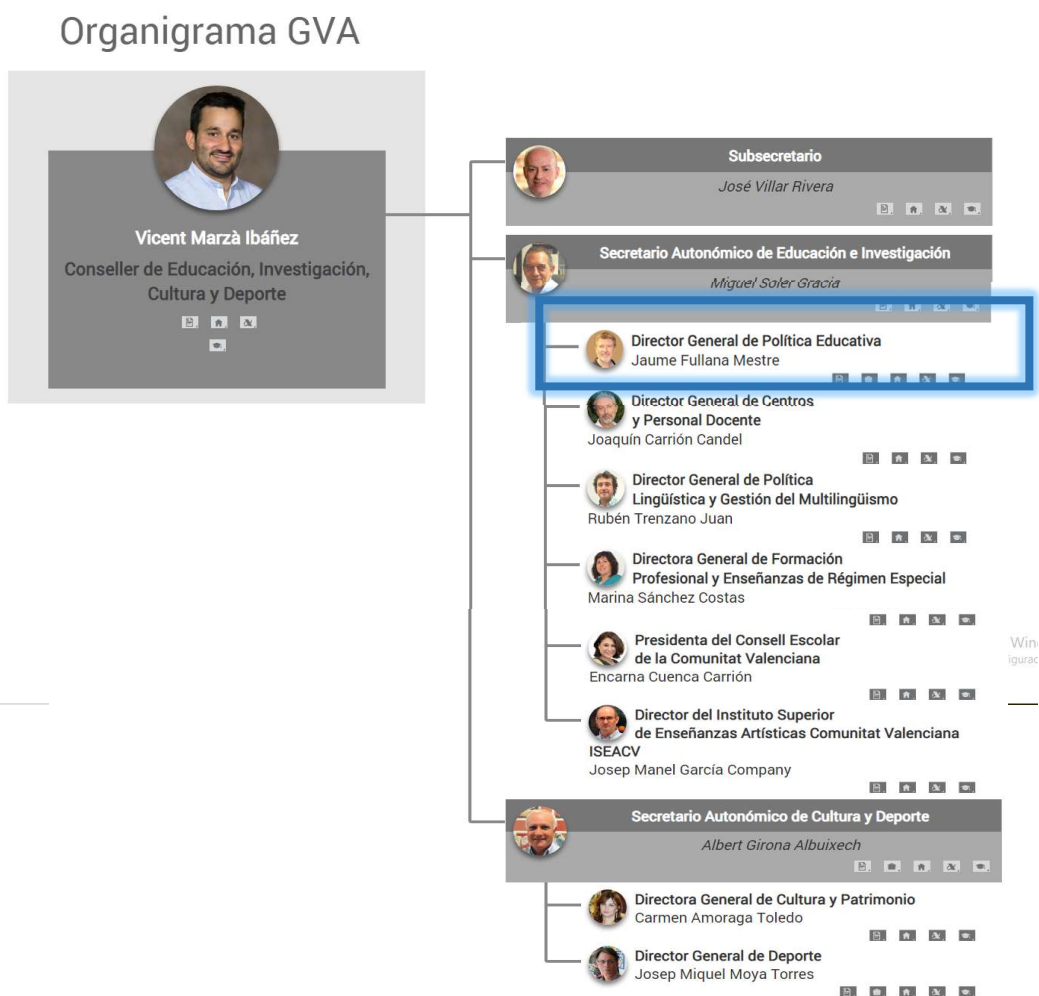 Organigrama GVA
Vicent Marzà Ibáñez
Conseller de Educación, Investigación,
Cultura y Deporte
Subsecretario
José Villar Rivera
Secretario Autonómico de Educación e Investigación
Miguel Soler Gracia
Director General de Política Educativa
Jaume Fullana Mestre
Director General de Centros
y Personal Docente
Joaquín Carrión Candel
Director General de Política
Lingüística y Gestión del Multilingüismo
Rubén Trenzano Juan
Directora General de Formación
Profesional y Enseñanzas de Régimen Especial
Marina Sánchez Costas
Presidenta del Consell Escolar
de la Comunitat Valenciana
Encarna Cuenca Carrión
Director del Instituto Superior
de Enseñanzas Artísticas Comunitat Valenciana
ISEACV
Josep Manel García Company
Secretario Autonómico de Cultura y Deporte
Albert Girona Albuixech
Directora General de Cultura y Patrimonio
Carmen Amoraga Toledo
Director General de Deporte
Josep Miquel Moya Torres